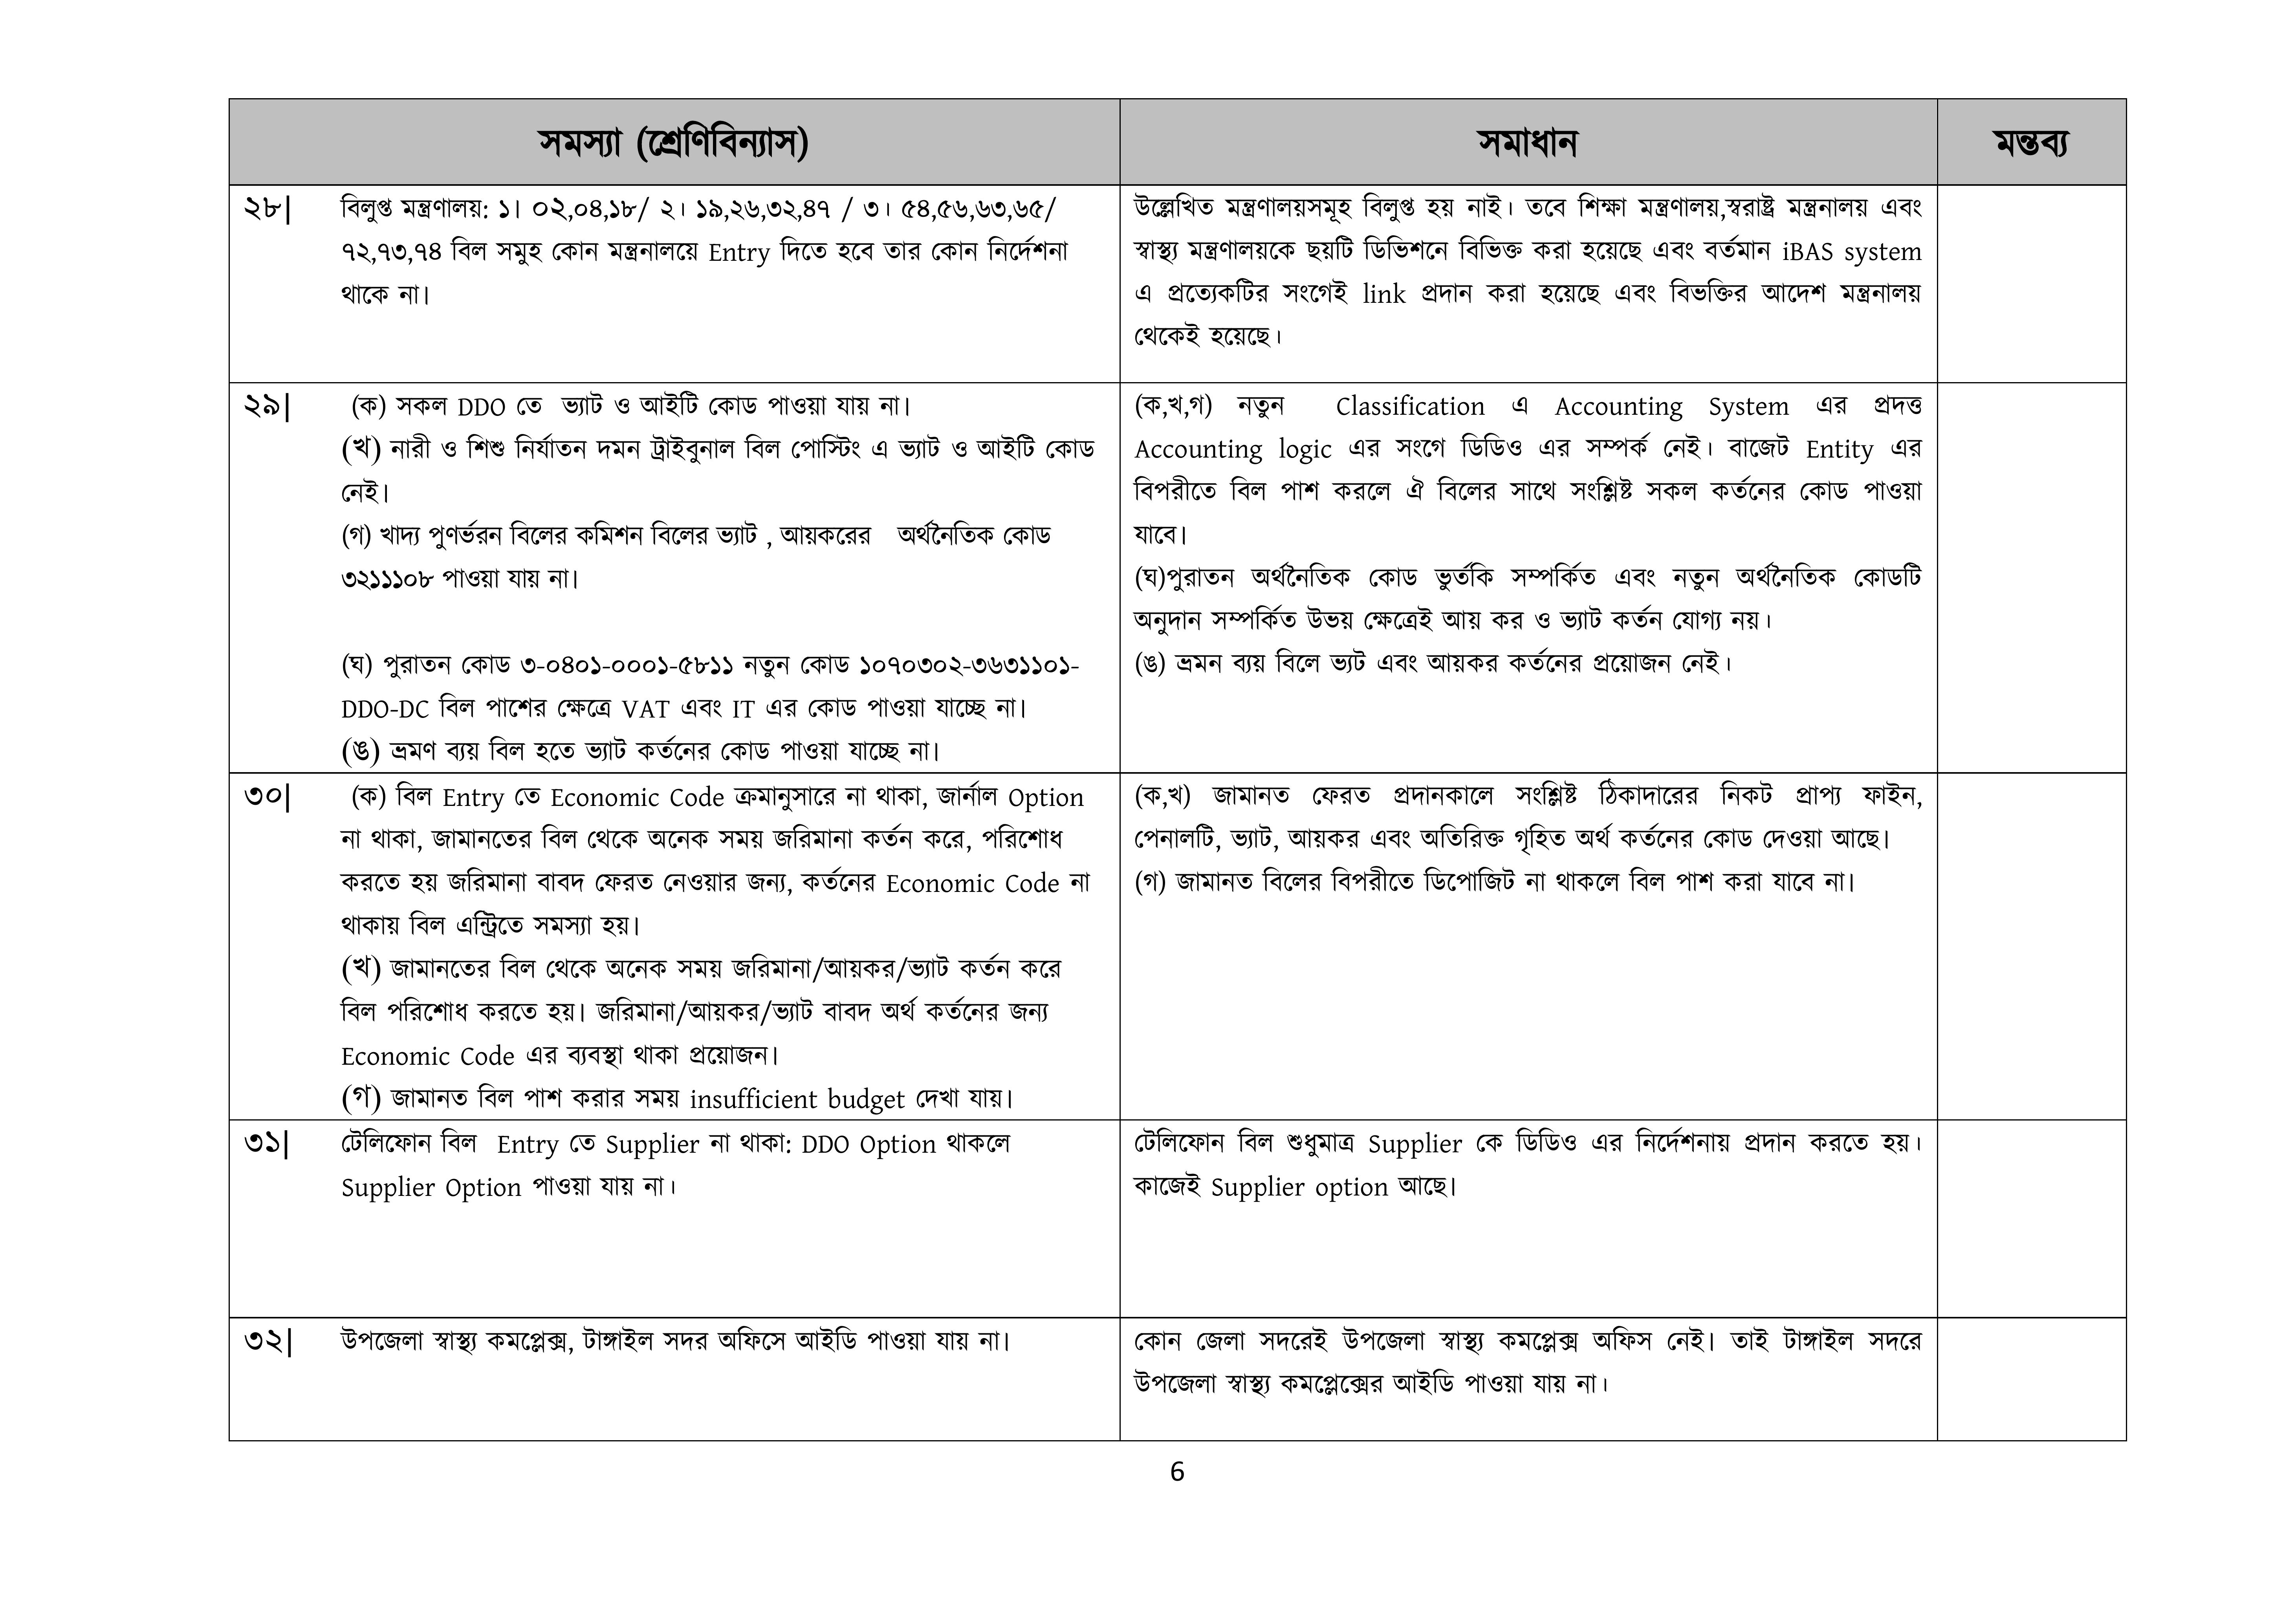 সমস্যা (শ্রেণিবিন্যাস)
সমাধান
মন্তব্য
২৮| বিলুপ্ত মন্ত্রণালয়: ১। ০২,০৪,১৮/ ২। ১৯,২৬,৩২,৪৭ / ৩। ৫৪,৫৬,৬৩,৬৫/
৭২,৭৩,৭৪ বিল সমুহ কোন মন্ত্রনালয়ে Entry দিতে হবে তার কোন নির্দেশনা
থাকে না।
উল্লেখিত মন্ত্রণালয়সমূহ বিলুপ্ত হয় নাই। তবে শিক্ষা মন্ত্রণালয়,স্বরাষ্ট্র মন্ত্রনালয় এবং
স্বাস্থ্য মন্ত্রণালয়কে ছয়টি ডিভিশনে বিভিক্ত করা হয়েছে এবং বর্তমান iBAS system
এ প্রত্যেকটির সংগেই link প্রদান করা হয়েছে এবং বিভক্তির আদেশ মন্ত্রনালয়
থেকেই হয়েছে।
২৯| (ক) সকল DDO তে ভ্যাট ও আইটি কোড পাওয়া যায় না।
(খ) নারী ও শিশু নির্যাতন দমন ট্রাইবুনাল বিল পোস্টিং এ ভ্যাট ও আইটি কোড
নেই।
(গ) খাদ্য পুণর্ভরন বিলের কমিশন বিলের ভ্যাট , আয়করের অর্থনৈতিক কোড
৩২১১১০৮ পাওয়া যায় না।
(ঘ) পুরাতন কোড ৩-০৪০১-০০০১-৫৮১১ নতুন কোড ১০৭০৩০২-৩৬৩১১০১-
DDO-DC বিল পাশের ক্ষেত্রে VAT এবং IT এর কোড পাওয়া যাচ্ছে না।
(ঙ) ভ্রমণ ব্যয় বিল হতে ভ্যাট কর্তনের কোড পাওয়া যাচ্ছে না।
(ক,খ,গ) নতুন Classification এ Accounting System এর প্রদত্ত
Accounting logic এর সংগে ডিডিও এর সম্পর্ক নেই। বাজেট Entity এর
বিপরীতে বিল পাশ করলে ঐ বিলের সাথে সংশ্লিষ্ট সকল কর্তনের কোড পাওয়া
যাবে।
(ঘ)পুরাতন অর্থনৈতিক কোড ভুর্তকি সম্পর্কিত এবং নতুন অর্থনৈতিক কোডটি
অনুদান সম্পর্কিত উভয় ক্ষেত্রেই আয় কর ও ভ্যাট কর্তন যোগ্য নয়।
(ঙ) ভ্রমন ব্যয় বিলে ভ্যট এবং আয়কর কর্তনের প্রয়োজন নেই।
৩০| (ক) বিল Entry তে Economic Code ক্রমানুসারে না থাকা, জার্নাল Option
না থাকা, জামানতের বিল থেকে অনেক সময় জরিমানা কর্তন করে, পরিশোধ
করতে হয় জরিমানা বাবদ ফেরত নেওয়ার জন্য, কর্তনের Economic Code না
থাকায় বিল এন্ট্রিতে সমস্যা হয়।
(খ) জামানতের বিল থেকে অনেক সময় জরিমানা/আয়কর/ভ্যাট কর্তন করে
বিল পরিশোধ করতে হয়। জরিমানা/আয়কর/ভ্যাট বাবদ অর্থ কর্তনের জন্য
Economic Code এর ব্যবস্থা থাকা প্রয়োজন।
(গ) জামানত বিল পাশ করার সময় insufficient budget দেখা যায়।
(ক,খ) জামানত ফেরত প্রদানকালে সংশ্লিষ্ট ঠিকাদারের নিকট প্রাপ্য ফাইন,
পেনালটি, ভ্যাট, আয়কর এবং অতিরিক্ত গৃহিত অর্থ কর্তনের কোড দেওয়া আছে।
(গ) জামানত বিলের বিপরীতে ডিপোজিট না থাকলে বিল পাশ করা যাবে না।
৩১| টেলিফোন বিল Entry তে Supplier না থাকা: DDO Option থাকলে
Supplier Option পাওয়া যায় না।
টেলিফোন বিল শুধুমাত্র Supplier কে ডিডিও এর নির্দেশনায় প্রদান করতে হয়।
কাজেই Supplier option আছে।
৩২| উপজেলা স্বাস্থ্য কমপ্লেক্স, টাঙ্গাইল সদর অফিসে আইডি পাওয়া যায় না।
কোন জেলা সদরেই উপজেলা স্বাস্থ্য কমপ্লেক্স অফিস নেই। তাই টাঙ্গাইল সদরে
উপজেলা স্বাস্থ্য কমপ্লেক্সের আইডি পাওয়া যায় না।
6